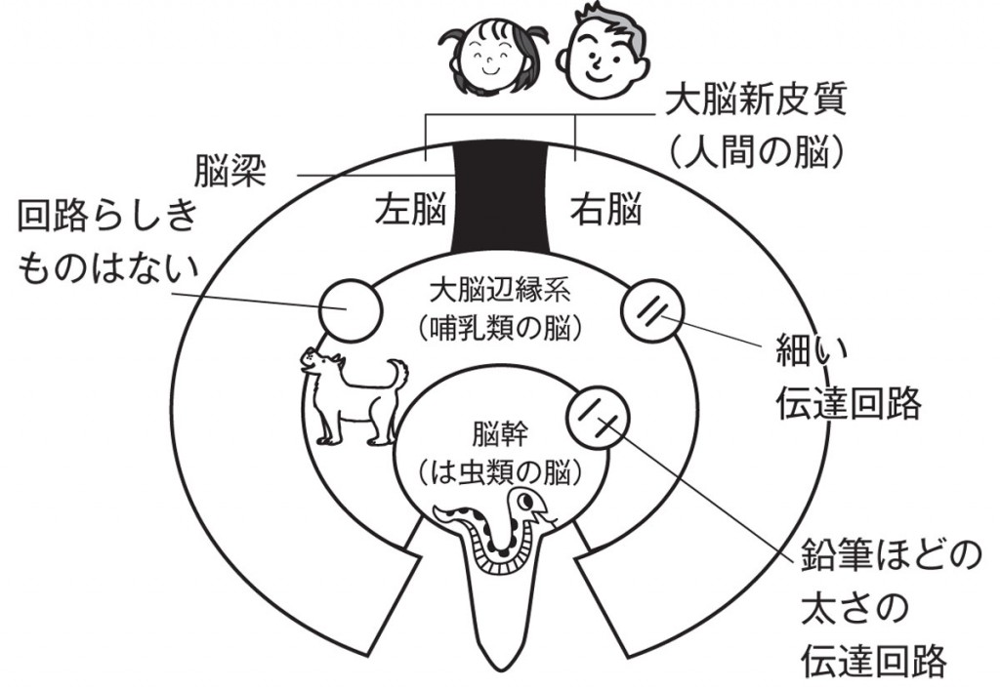 大脳新皮質
（人間の脳）
脳梁
回路らしき
ものはない
左脳
右脳
大脳辺縁系
（哺乳類の脳）
細い
伝達回路
脳幹
（は虫類の脳）
鉛筆ほどの
太さの
伝達回路